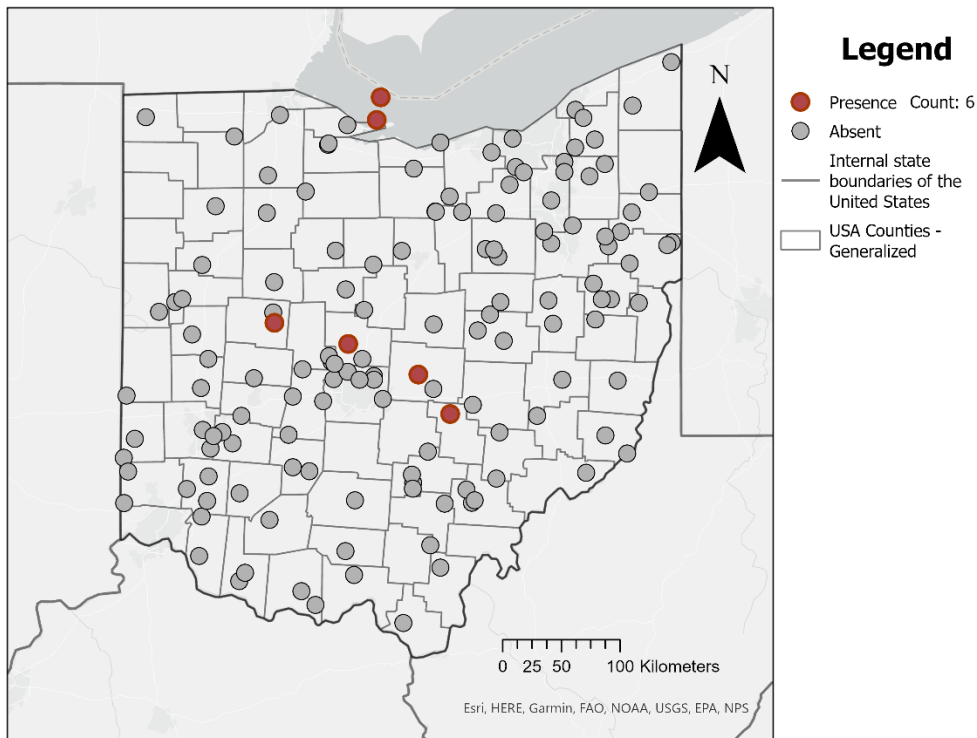 Legend
N
Presence Count: 6
Absent
Internal state
boundaries of the
United States
USA Counties -
Generalized
0 25 50 100 Kilometers
Esri, HERE, Garmin, FAO, NOAA, USGS, EPA, NPS